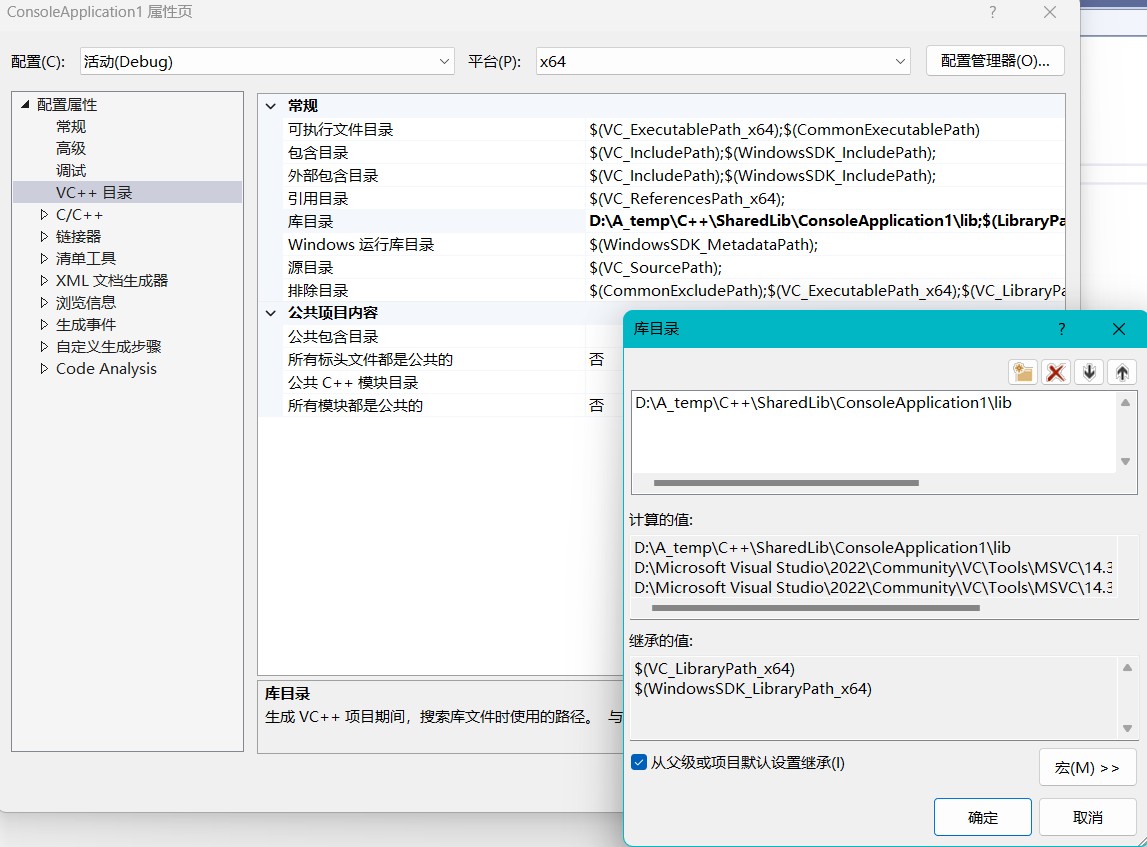 ConsoleApplication1 属性页
配置(C):
活动(Debug)
平台(P):
x64
配置管理器(O)...
配置属性
常规
高级
调试
VC++ 目录
C/C++
链接器
清单工具
XML 文档生成器
浏览信息
生成事件
自定义生成步骤
Code Analysis
常规
可执行文件目录 $(VC_ExecutablePath_x64);$(CommonExecutablePath)
包含目录 $(VC_IncludePath);$(WindowsSDK_IncludePath);
外部包含目录 $(VC_IncludePath);$(WindowsSDK_IncludePath);
引用目录 $(VC_ReferencesPath_x64);
库目录 D:\A_temp\C++\SharedLib\ConsoleApplication1\lib;$(LibraryPa
Windows 运行库目录 $(WindowsSDK_MetadataPath);
源目录 $(VC_SourcePath);
排除目录 $(CommonExcludePath);$(VC_ExecutablePath_x64);$(VC_LibraryPa
公共项目内容
公共包含目录
所有标头文件都是公共的 否
公共 C++ 模块目录
所有模块都是公共的 否
库目录
生成 VC++ 项目期间，搜索库文件时使用的路径。 与
库目录
D:\A_temp\C++\SharedLib\ConsoleApplication1\lib
计算的值:
D:\A_temp\C++\SharedLib\ConsoleApplication1\lib
D:\Microsoft Visual Studio\2022\Community\VC\Tools\MSVC\14.3
D:\Microsoft Visual Studio\2022\Community\VC\Tools\MSVC\14.3
继承的值:
$(VC_LibraryPath_x64)
$(WindowsSDK_LibraryPath_x64)
从父级或项目默认设置继承(I)
宏(M) >>
确定
取消